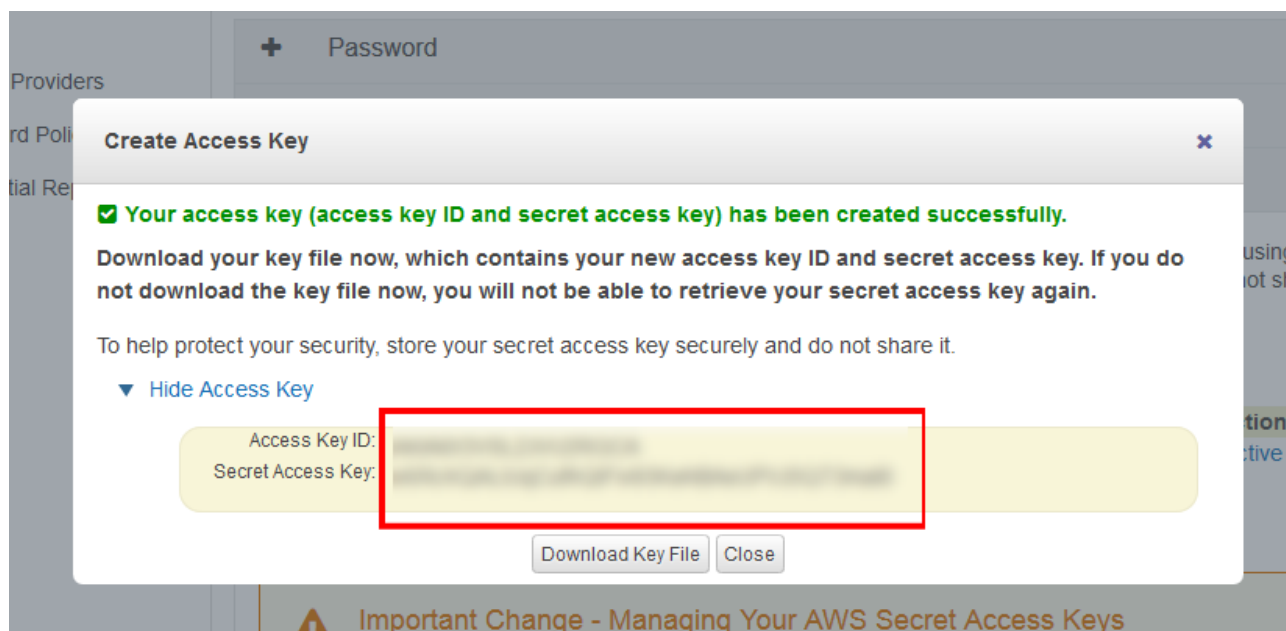 Password
Providers
Create Access Key
Your access key (access key ID and secret access key) has been created successfully.
Download your key file now, which contains your new access key ID and secret access key. If you do
not download the key file now, you will not be able to retrieve your secret access key again.
To help protect your security, store your secret access key securely and do not share it.
Hide Access Key
Access Key ID:
Secret Access Key:
Download Key File Close
Important Change - Managing Your AWS Secret Access Keys